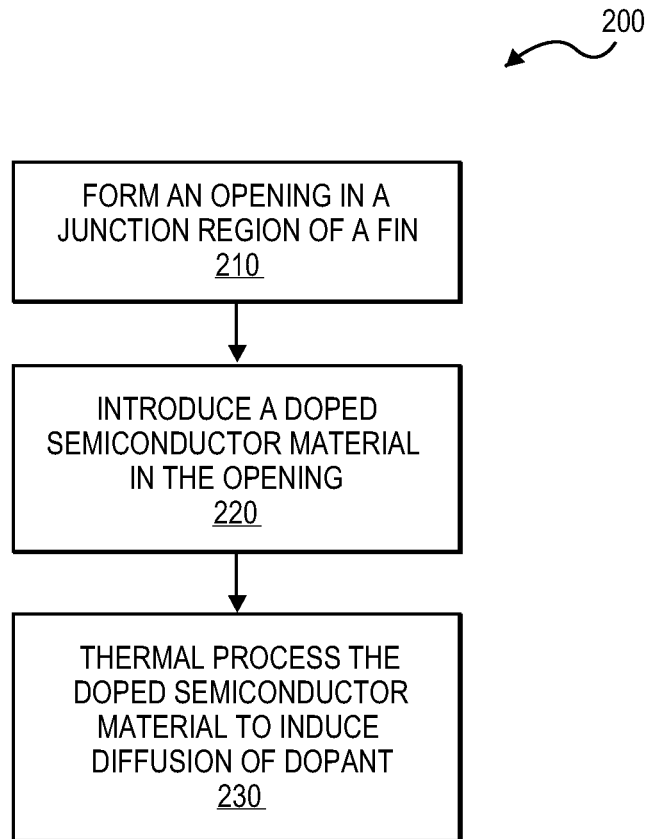 200
FORM AN OPENING IN A
JUNCTION REGION OF A FIN
210
INTRODUCE A DOPED
SEMICONDUCTOR MATERIAL
IN THE OPENING
220
THERMAL PROCESS THE
DOPED SEMICONDUCTOR
MATERIAL TO INDUCE
DIFFUSION OF DOPANT
230